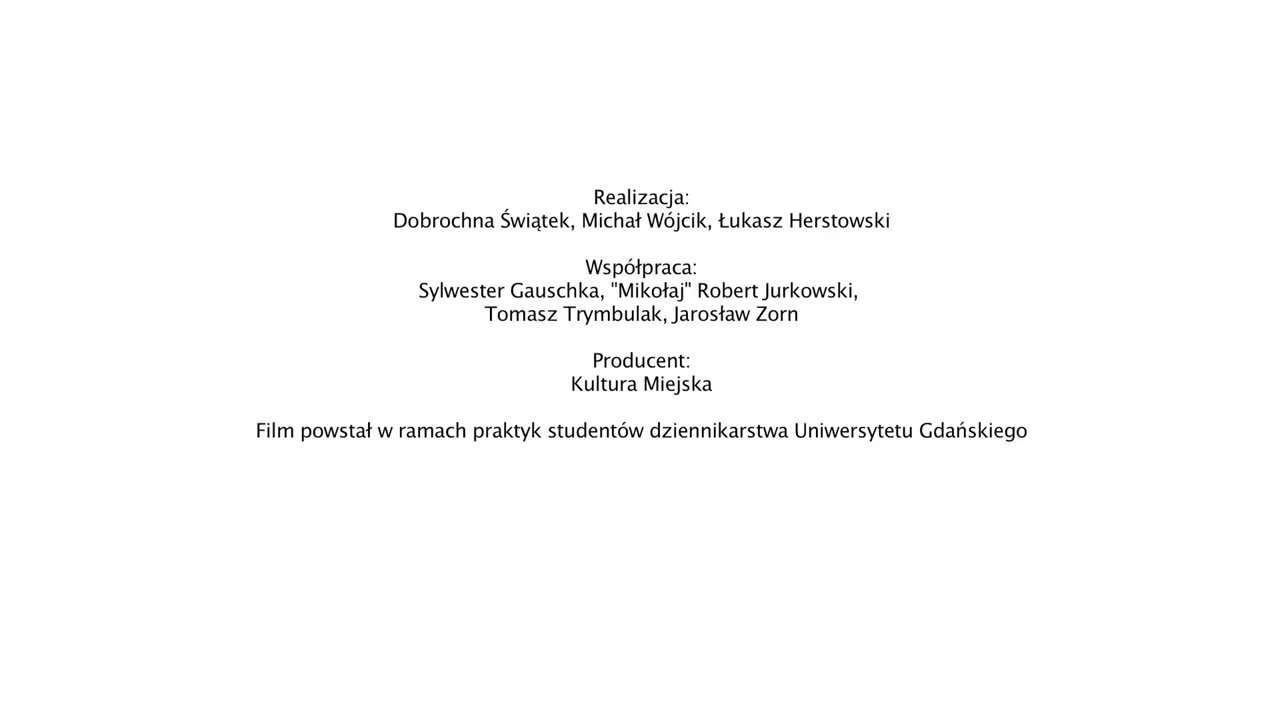 Realizacja:
Dobrochna Świątek, Michał Wójcik, Łukasz Herstowski
Współpraca:
Sylwester Gauschka, "Mikołaj" Robert Jurkowski,
Tomasz Trymbulak, Jarosław Zorn
Producent:
Kultura Miejska
Film powstał w ramach praktyk studentów dziennikarstwa Uniwersytetu Gdańskiego